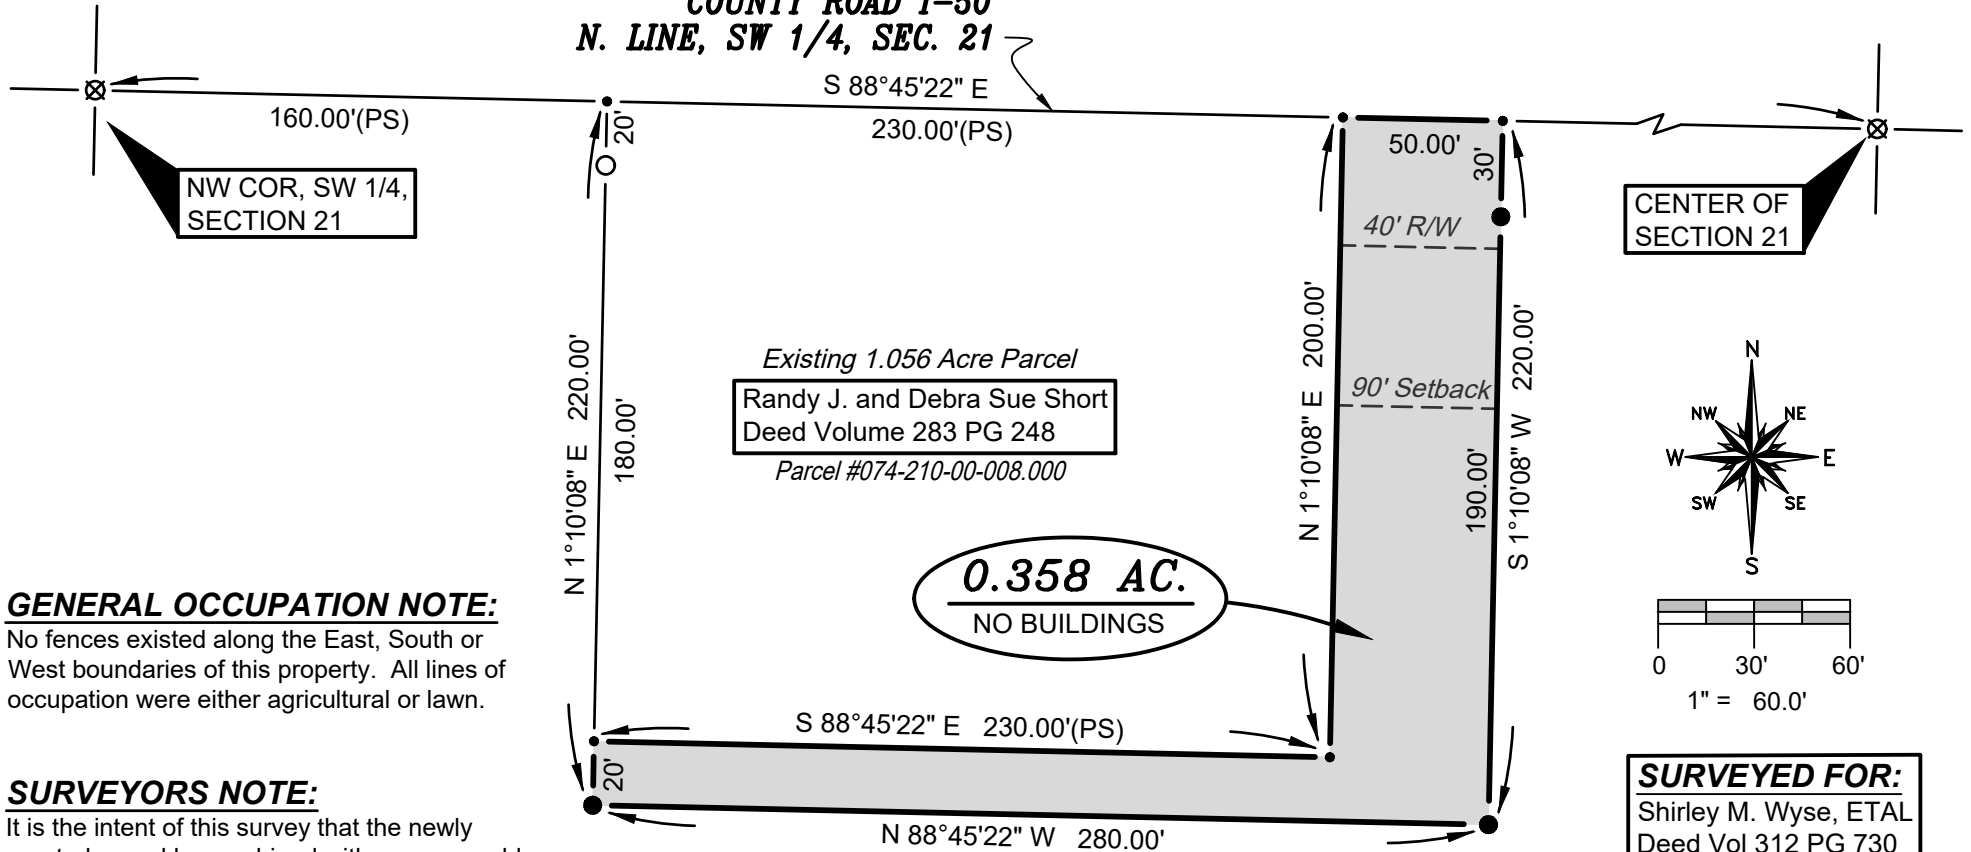 COUNTY ROAD T-50
N. LINE, SW 1/4, SEC. 21
S 88°45'22" E
160.00'(PS)
20'
230.00'(PS)
50.00'
30'
NW COR, SW 1/4,
SECTION 21
CENTER OF
SECTION 21
40' R/W
90' Setback
N 1°10'08" E 220.00'
180.00'
Existing 1.056 Acre Parcel
Randy J. and Debra Sue Short
Deed Volume 283 PG 248
Parcel #074-210-00-008.000
N 1°10'08" E 200.00'
190.00'
S 1°10'08" W 220.00'
N
NW NE
W E
SW SE
S
0.358 AC.
NO BUILDINGS
0 30' 60'
1" = 60.0'
GENERAL OCCUPATION NOTE:
No fences existed along the East, South or
West boundaries of this property. All lines of
occupation were either agricultural or lawn.
S 88°45'22" E 230.00'(PS)
20'
N 88°45'22" W 280.00'
SURVEYORS NOTE:
It is the intent of this survey that the newly
SURVEYED FOR:
Shirley M. Wyse, ETAL
Deed Vol 312 PG 730